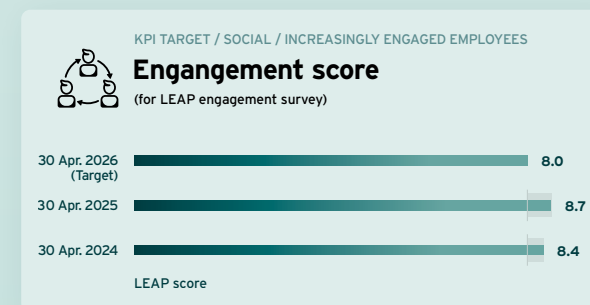 KPI TARGET / SOCIAL / INCREASINGLY ENGAGED EMPLOYEES
Engangement score
(for LEAP engagement survey)
30 Apr. 2026 8.0
(Target)
30 Apr. 2025 8.7
30 Apr. 2024 8.4
LEAP score